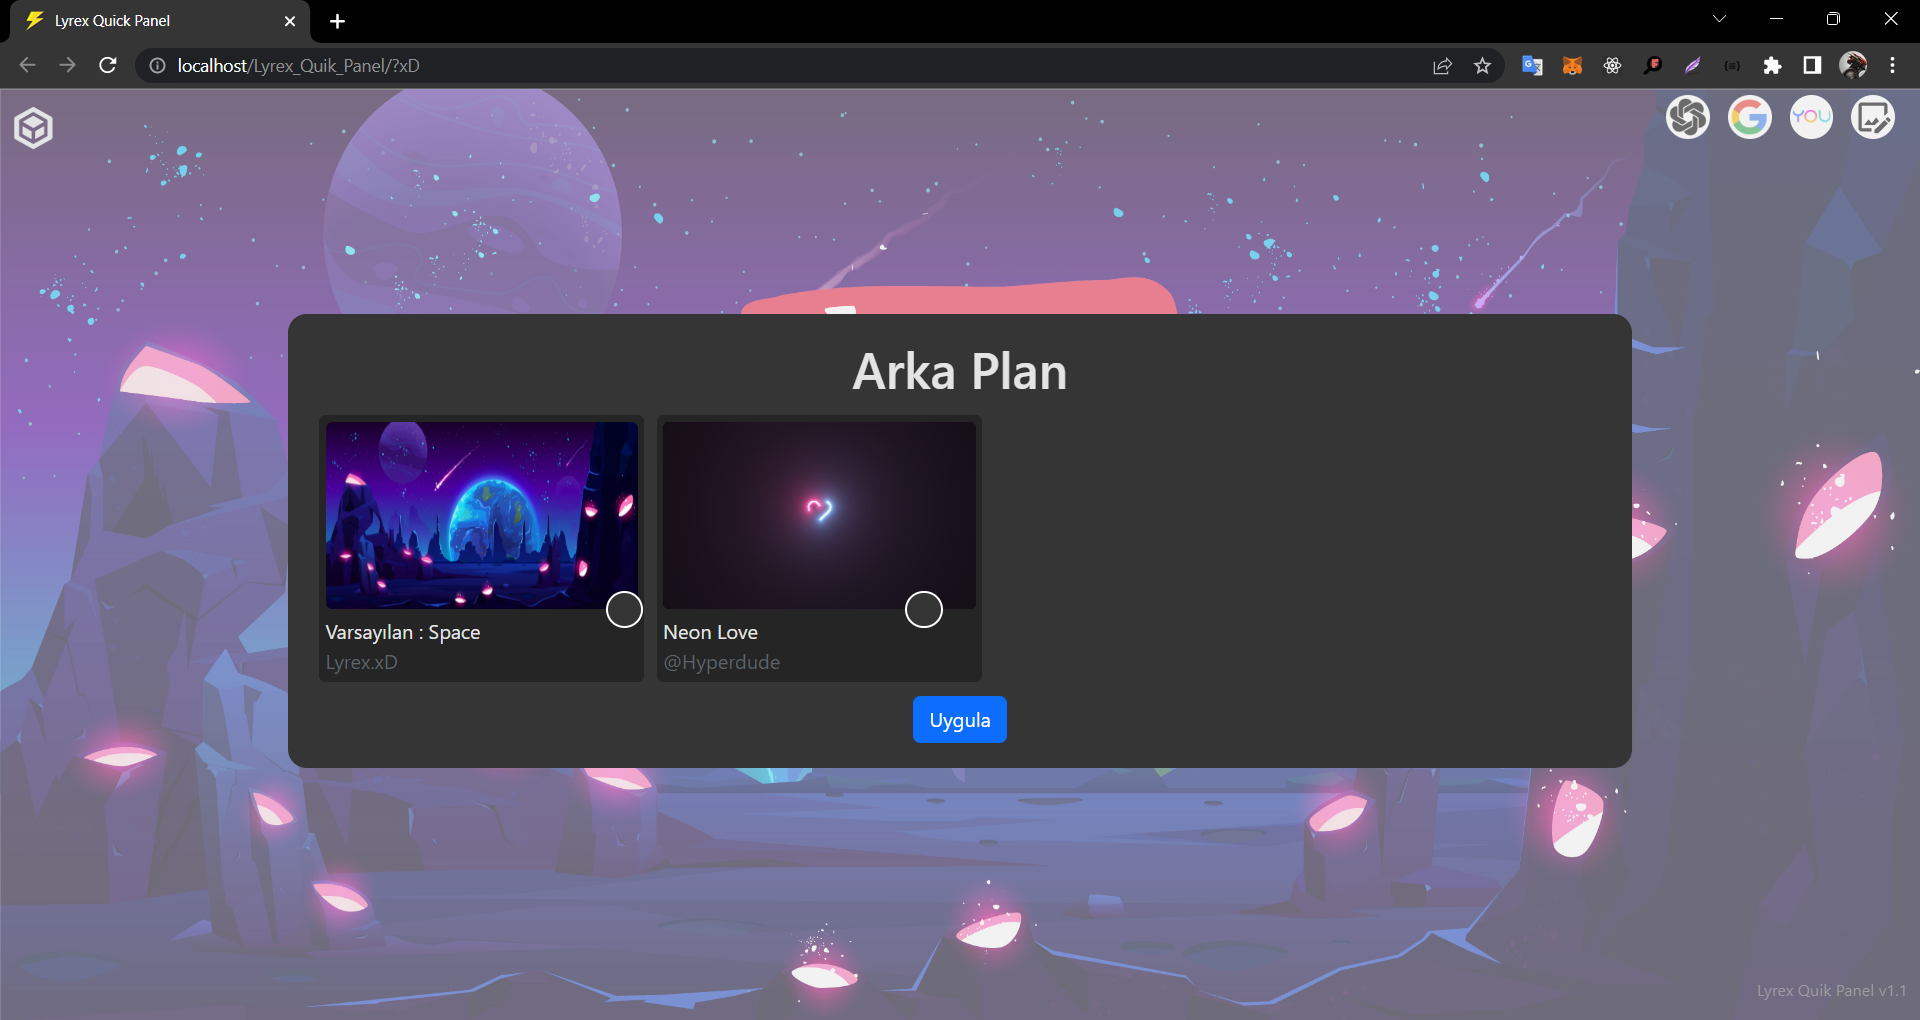 Lyrex Quick Panel
localhost/Lyrex_Quik_Panel/?xD
YOU
Arka Plan
Varsayılan : Space
Lyrex.xD
Neon Love
@Hyperdude
Uygula
Lyrex Quik Panel v1.1